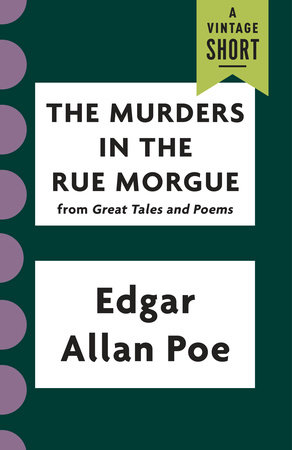 A
VINTAGE
SHORT
THE MURDERS
IN THE
RUE MORGUE
from Great Tales and Poems
Edgar
Allan Poe